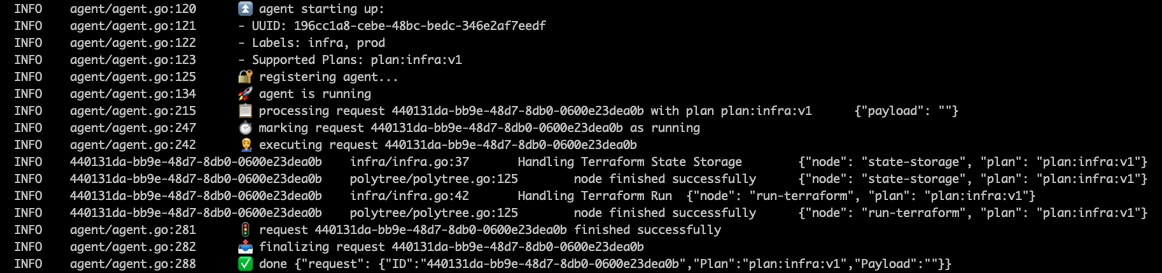 INFO agent/agent.go:120 ⏫ agent starting up:
INFO agent/agent.go:121 - UUID: 196cc1a8-cebe-48bc-bedc-346e2af7eedf
INFO agent/agent.go:122 - Labels: infra, prod
INFO agent/agent.go:123 - Supported Plans: plan:infra:v1
INFO agent/agent.go:125 🔐 registering agent...
INFO agent/agent.go:134 🚀 agent is running
INFO agent/agent.go:215 📋 processing request 440131da-bb9e-48d7-8db0-0600e23dea0b with plan plan:infra:v1 {"payload": ""}
INFO agent/agent.go:247 ⏱️ marking request 440131da-bb9e-48d7-8db0-0600e23dea0b as running
INFO agent/agent.go:242 🤵 executing request 440131da-bb9e-48d7-8db0-0600e23dea0b
INFO 440131da-bb9e-48d7-8db0-0600e23dea0b infra/infra.go:37 Handling Terraform State Storage {"node": "state-storage", "plan": "plan:infra:v1"}
INFO 440131da-bb9e-48d7-8db0-0600e23dea0b polytree/polytree.go:125 node finished successfully {"node": "state-storage", "plan": "plan:infra:v1"}
INFO 440131da-bb9e-48d7-8db0-0600e23dea0b infra/infra.go:42 Handling Terraform Run {"node": "run-terraform", "plan": "plan:infra:v1"}
INFO 440131da-bb9e-48d7-8db0-0600e23dea0b polytree/polytree.go:125 node finished successfully {"node": "run-terraform", "plan": "plan:infra:v1"}
INFO agent/agent.go:281 🚦 request 440131da-bb9e-48d7-8db0-0600e23dea0b finished successfully
INFO agent/agent.go:282 📤 finalizing request 440131da-bb9e-48d7-8db0-0600e23dea0b
INFO agent/agent.go:288 ✅ done {"request": {"ID":"440131da-bb9e-48d7-8db0-0600e23dea0b","Plan":"plan:infra:v1","Payload":""}}